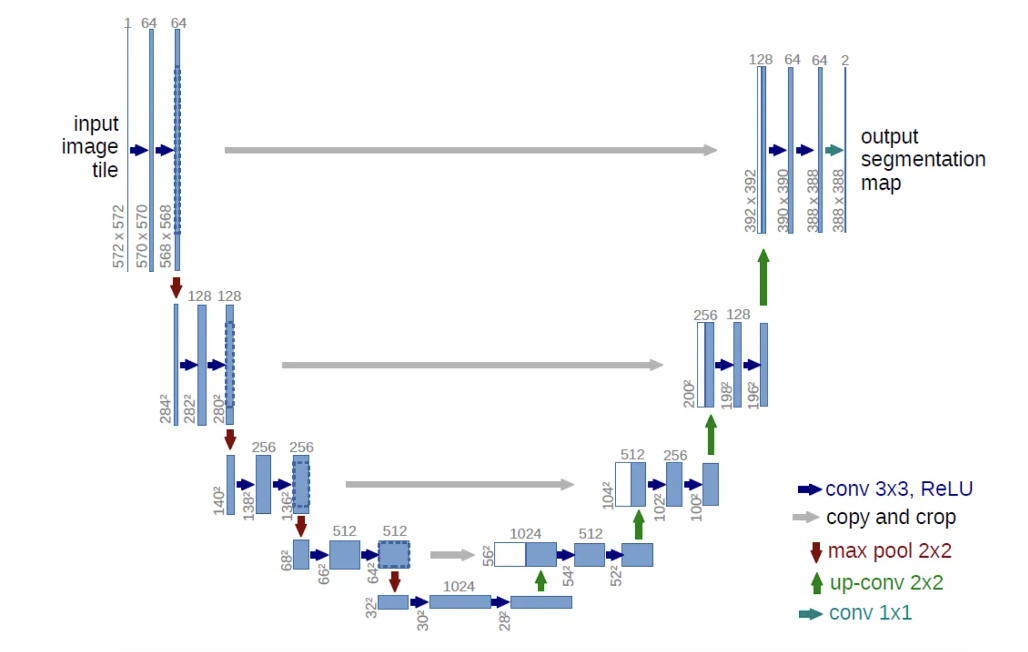 1 64 64
input
image
tile
572 x 572
570 x 570
568 x 568
128 64 64 2
output
segmentation
map
392 x 392
390 x 390
388 x 388
388 x 388
128 128
284²
282²
280²
256 128
200²
198²
196²
256 256
140²
138²
136²
512 256
104²
102²
100²
512 512
68²
66²
64²
1024 512
56²
54²
52²
1024
32²
30²
28²
conv 3x3, ReLU
copy and crop
max pool 2x2
up-conv 2x2
conv 1x1